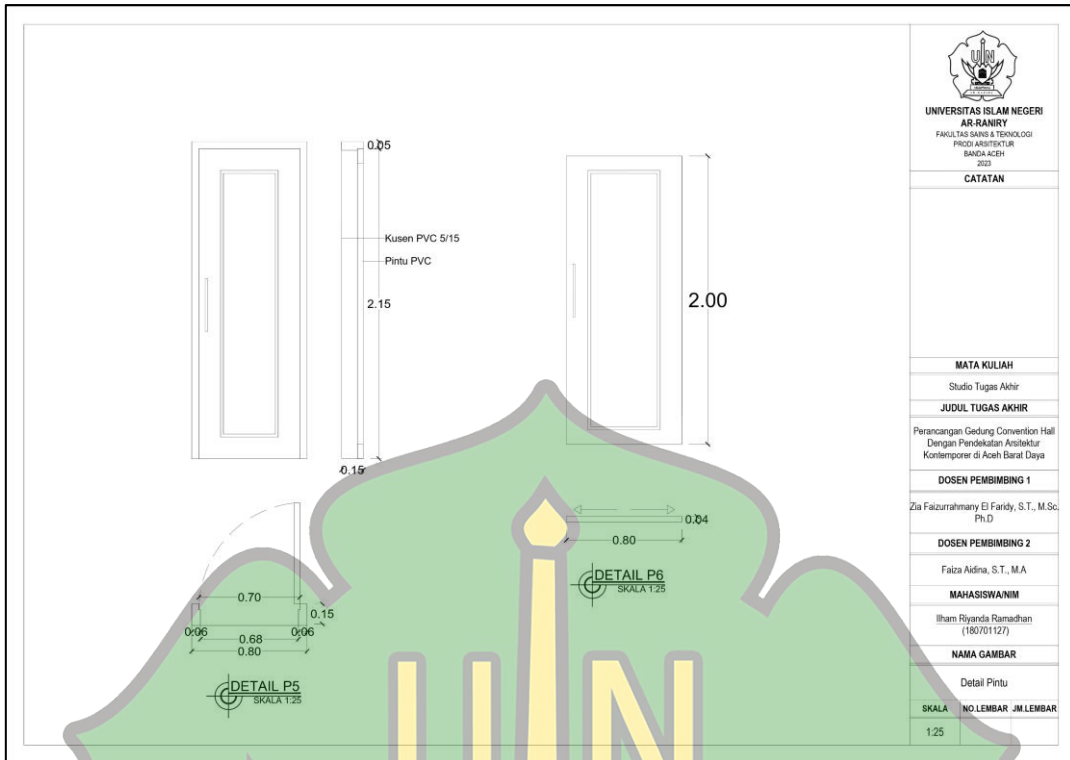 0.05
Kusen PVC 5/15
Pintu PVC
2.15
0.15
2.00
0.70
0.15
0.06
0.06
0.68
0.80
DETAIL P5
SKALA 1:25
0.04
0.80
DETAIL P6
SKALA 1:25
UIN
UIN
UNIVERSITAS ISLAM NEGERI
AR-RANIRY
FAKULTAS SAINS & TEKNOLOGI
PRODI ARSITEKTUR
BANDA ACEH
2023
CATATAN
MATA KULIAH
Studio Tugas Akhir
JUDUL TUGAS AKHIR
Perancangan Gedung Convention Hall
Dengan Pendekatan Arsitektur
Kontemporer di Aceh Barat Daya
DOSEN PEMBIMBING 1
Zia Faizurrahmany El Faridy, S.T., M.Sc.
Ph.D
DOSEN PEMBIMBING 2
Faiza Aidina, S.T., M.A
MAHASISWA/NIM
Ilham Riyanda Ramadhan
(180701127)
NAMA GAMBAR
Detail Pintu
SKALA NO.LEMBAR JM.LEMBAR
1:25